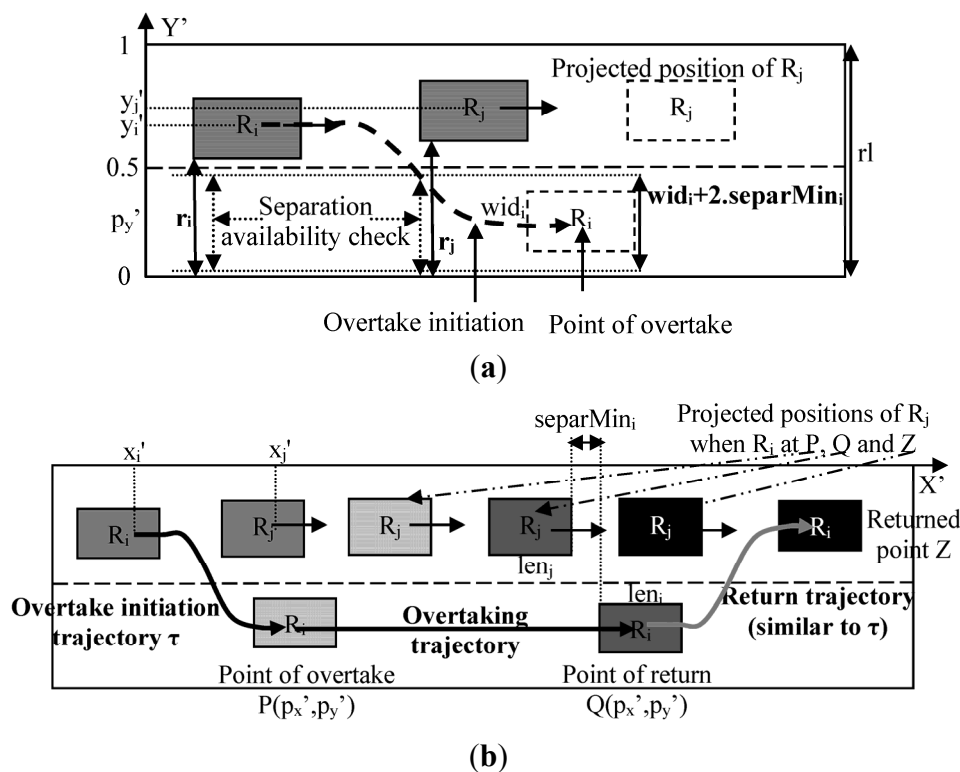 Y'
1
Projected position of Rj
yj'
yi'
Ri
Rj
Rj
rl
0.5
py'
ri
Separation
availability check
rj
widi
Ri
widi+2.separMini
0
Overtake initiation
Point of overtake
(a)
separMini
Projected positions of Rj
when Ri at P, Q and Z
xi'
xj'
X'
Ri
Rj
Rj
Rj
Rj
Ri
Returned
point Z
lenj
leni
Overtake initiation
trajectory τ
Ri
Overtaking
trajectory
Ri
Return trajectory
(similar to τ)
Point of overtake
P(px',py')
Point of return
Q(px',py')
(b)